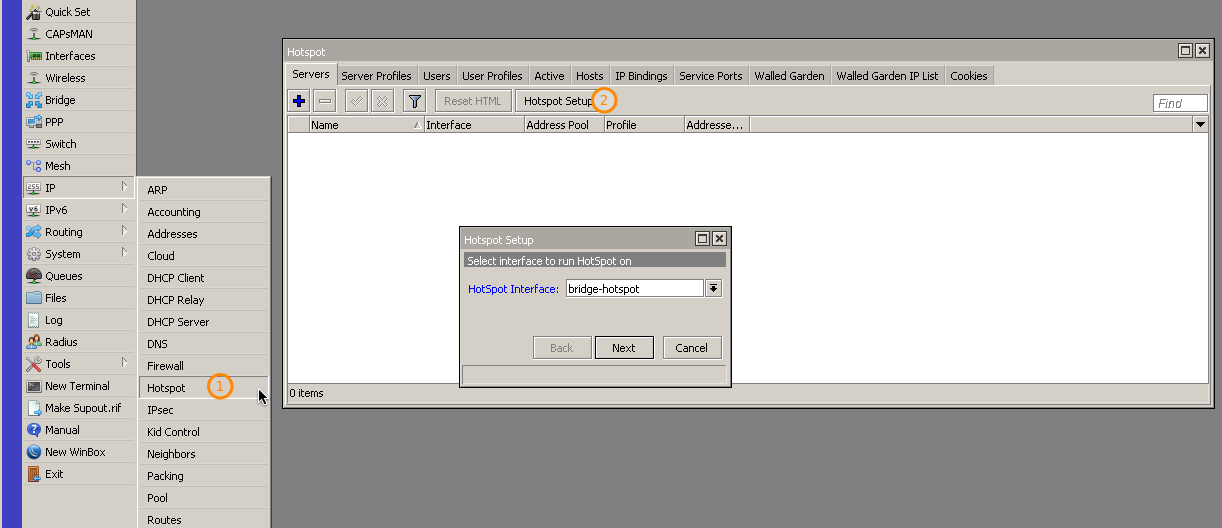 Quick Set
CAPsMAN
Interfaces
Wireless
Bridge
PPP
Switch
Mesh
255 IP
v6 IPv6
Routing
System
Queues
Files
Log
Radius
Tools
New Terminal
Make Supout.rif
Manual
New WinBox
Exit
ARP
Accounting
Addresses
Cloud
DHCP Client
DHCP Relay
DHCP Server
DNS
Firewall
Hotspot 1
IPsec
Kid Control
Neighbors
Packing
Pool
Routes
Hotspot
Servers Server Profiles Users User Profiles Active Hosts IP Bindings Service Ports Walled Garden Walled Garden IP List Cookies
Reset HTML Hotspot Setup 2 Find
Name Interface Address Pool Profile Addresse...
Hotspot Setup
Select interface to run HotSpot on
HotSpot Interface: bridge-hotspot
Back Next Cancel
0 items